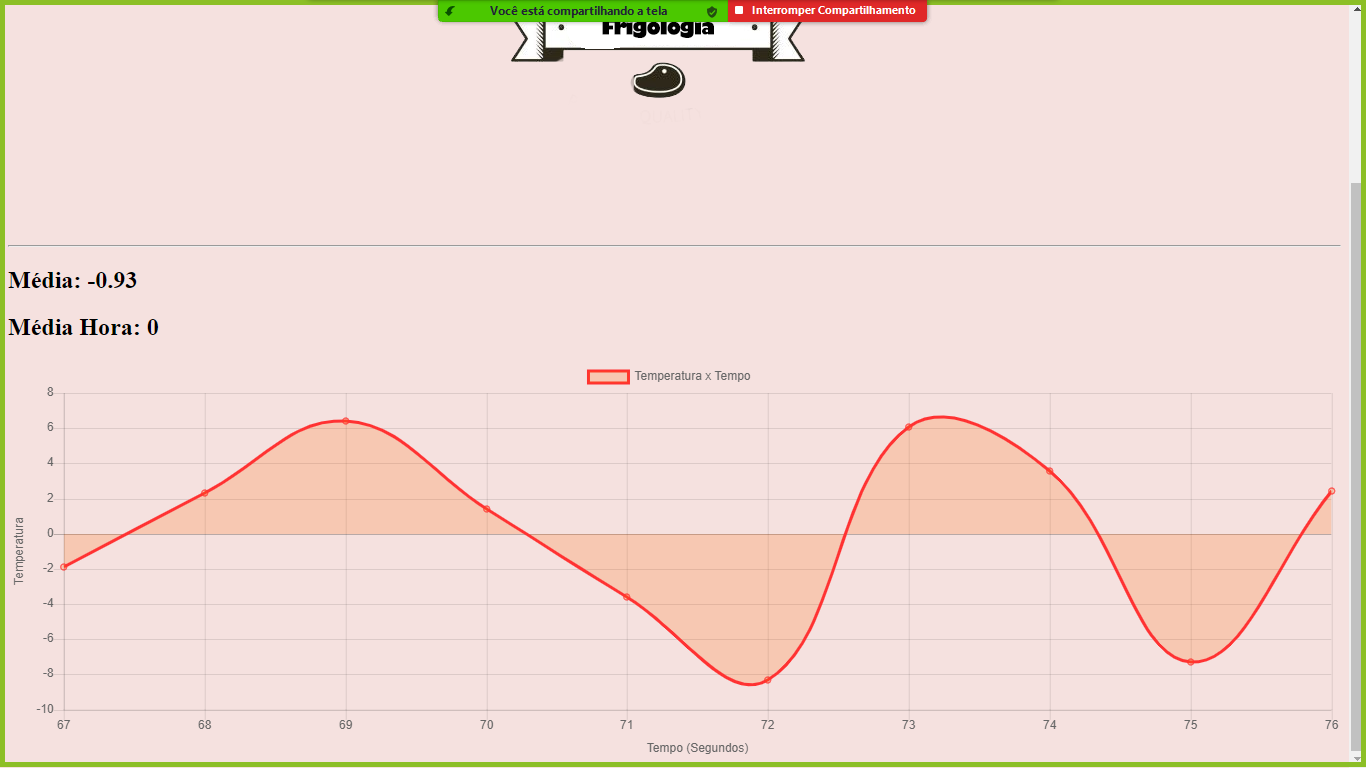 Você está compartilhando a tela
Interromper Compartilhamento
Frigologia
Média: -0.93
Média Hora: 0
Temperatura x Tempo
8
6
4
2
0
-2
-4
-6
-8
-10
Temperatura
67 68 69 70 71 72 73 74 75 76
Tempo (Segundos)